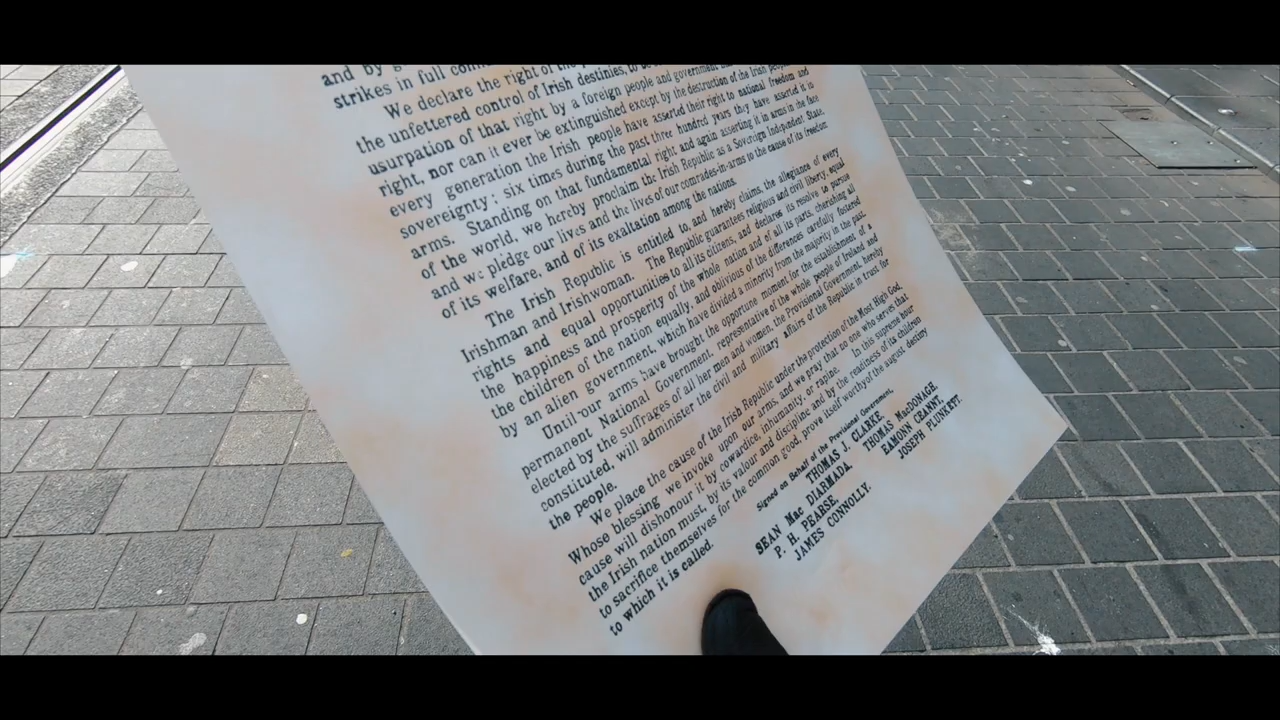 and by
strikes in full
We declare the right of the
the unfettered control of Irish destinies, to be
usurpation of that right by a foreign people and government
right, nor can it ever be extinguished except by the destruction of the Irish people
every generation the Irish people have asserted their right to national freedom and
sovereignty; six times during the past three hundred years they have asserted it in
arms. Standing on that fundamental right and again asserting it in arms in the face
of the world, we hereby proclaim the Irish Republic as a Sovereign Independent State,
and we pledge our lives and the lives of our comrades-in-arms to the cause of its freedom,
of its welfare, and of its exaltation among the nations.
The Irish Republic is entitled to, and hereby claims, the allegiance of every
Irishman and Irishwoman. The Republic guarantees religious and civil liberty, equal
rights and equal opportunities to all its citizens, and declares its resolve to pursue
the happiness and prosperity of the whole nation and of all its parts, cherishing all
the children of the nation equally, and oblivious of the differences carefully fostered
by an alien government, which have divided a minority from the majority in the past.
Until our arms have brought the opportune moment for the establishment of a
permanent National Government, representative of the whole people of Ireland and
elected by the suffrages of all her men and women, the Provisional Government, hereby
constituted, will administer the civil and military affairs of the Republic in trust for
the people.
We place the cause of the Irish Republic under the protection of the Most High God,
Whose blessing we invoke upon our arms, and we pray that no one who serves that
cause will dishonour it by cowardice, inhumanity, or rapine. In this supreme hour
the Irish nation must, by its valour and discipline and by the readiness of its children
to sacrifice themselves for the common good, prove itself worthy of the august destiny
to which it is called.
Signed on Behalf of the Provisional Government,
THOMAS J. CLARKE,
SEAN Mac DIARMADA, THOMAS MacDONAGH,
P. H. PEARSE, EAMONN CEANNT,
JAMES CONNOLLY. JOSEPH PLUNKETT.